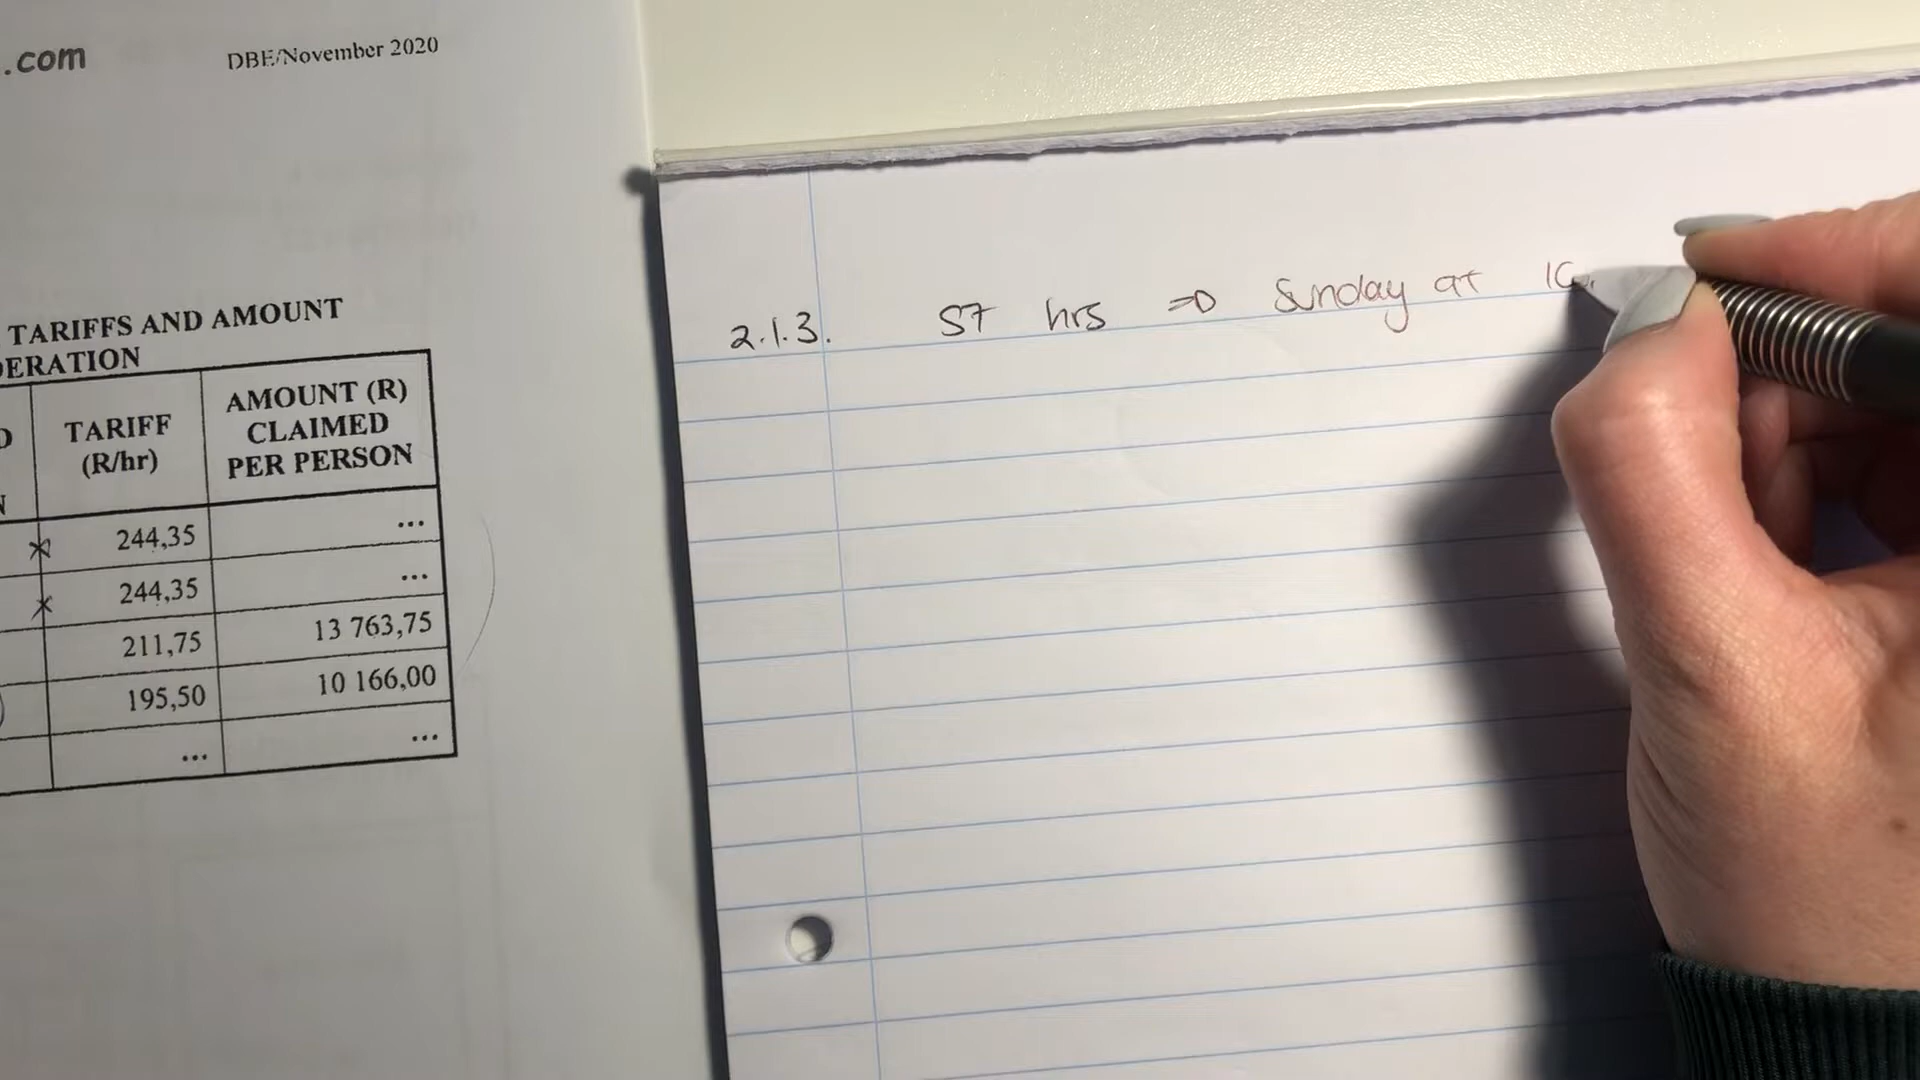 .com
DBE/November 2020
TARIFFS AND AMOUNT
ERATION
TARIFF
(R/hr)
AMOUNT (R)
CLAIMED
PER PERSON
244,35 ...
244,35 ...
211,75 13 763,75
195,50 10 166,00
... ...
2.1.3. 57 hrs ⇒ Sunday at